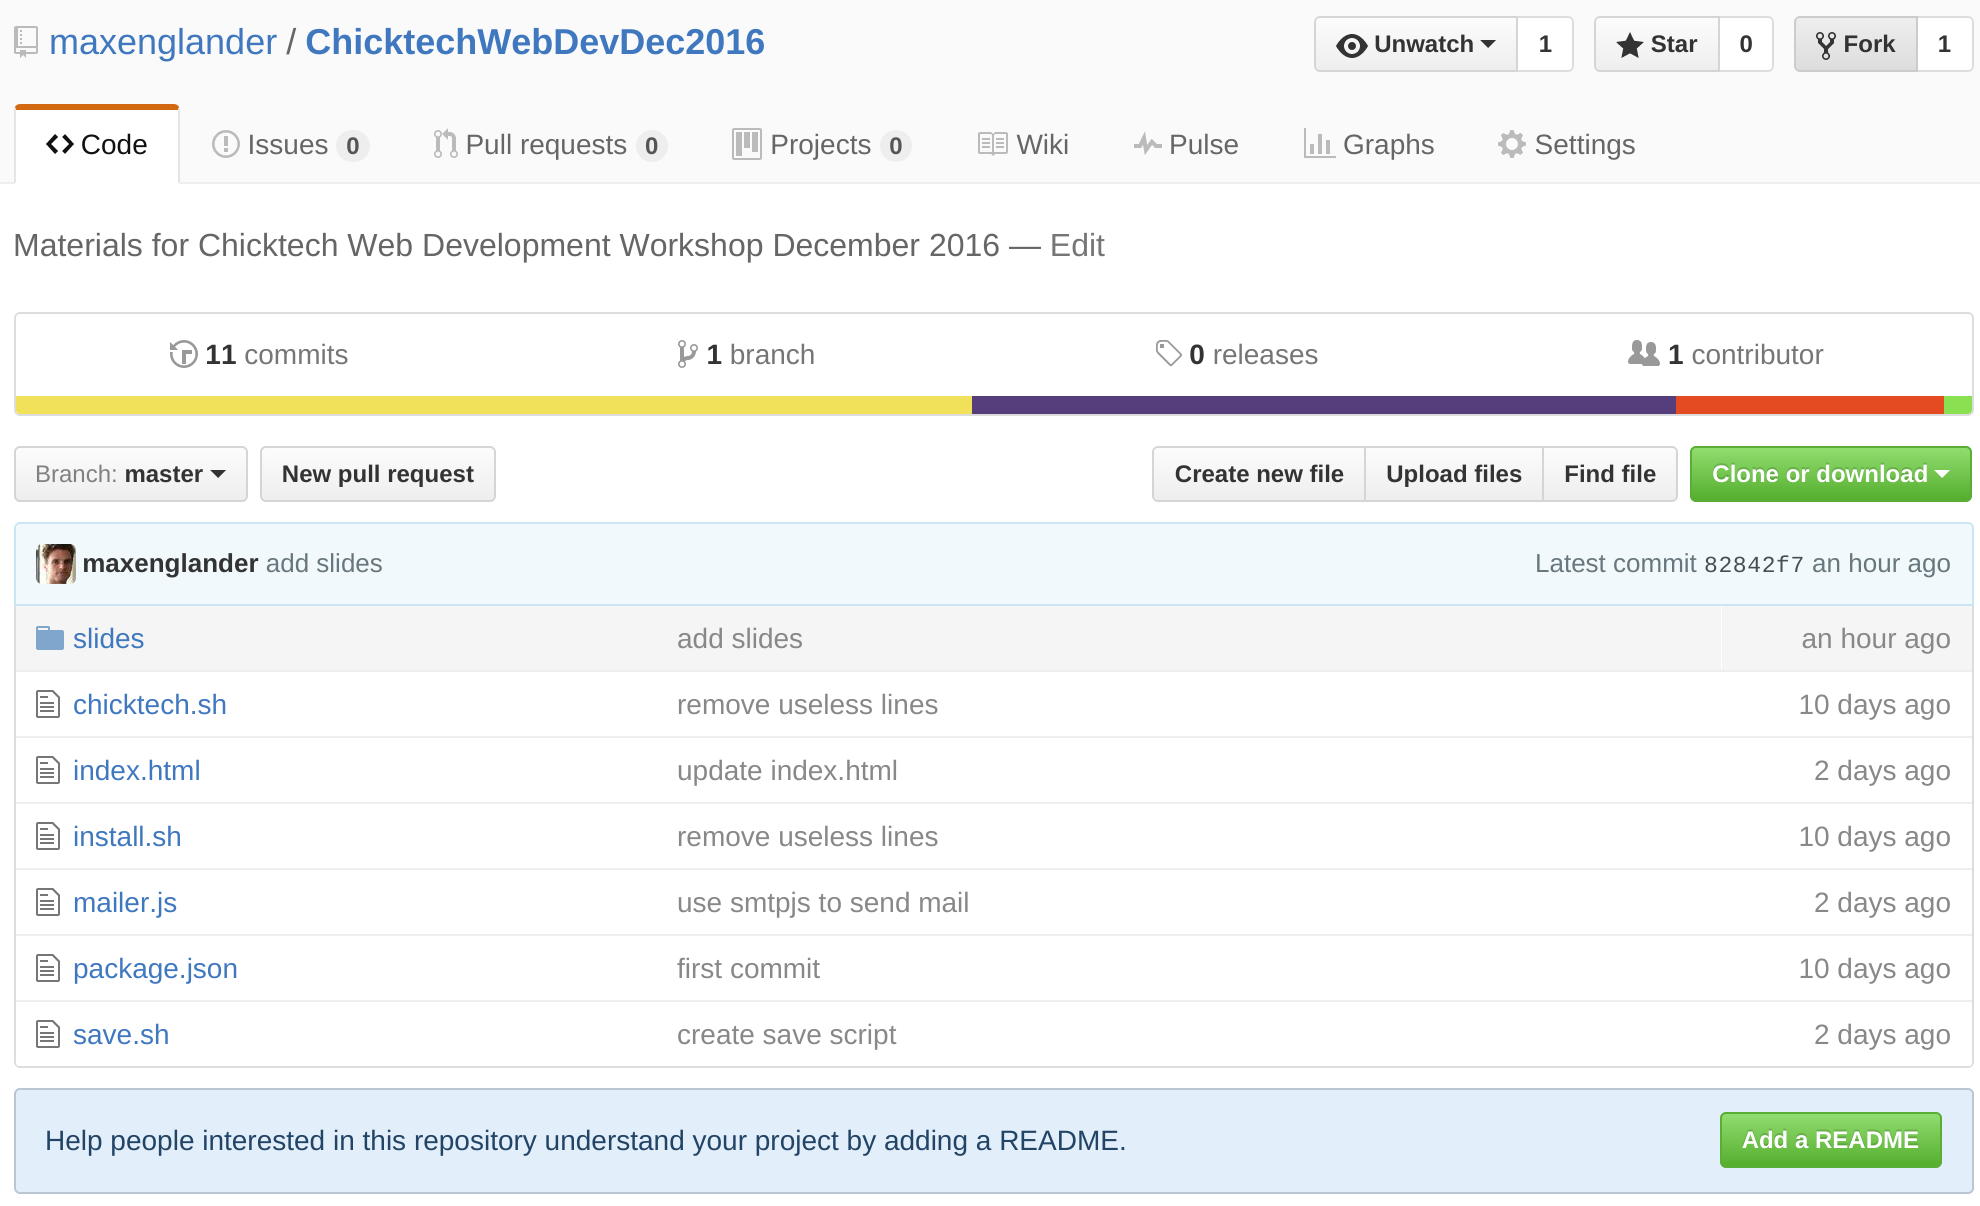 maxenglander / ChicktechWebDevDec2016 Unwatch 1 Star 0 Fork 1
Code Issues 0 Pull requests 0 Projects 0 Wiki Pulse Graphs Settings
Materials for Chicktech Web Development Workshop December 2016 — Edit
11 commits 1 branch 0 releases 1 contributor
Branch: master New pull request Create new file Upload files Find file Clone or download
maxenglander add slides Latest commit 82842f7 an hour ago
slides add slides an hour ago
chicktech.sh remove useless lines 10 days ago
index.html update index.html 2 days ago
install.sh remove useless lines 10 days ago
mailer.js use smtpjs to send mail 2 days ago
package.json first commit 10 days ago
save.sh create save script 2 days ago
Help people interested in this repository understand your project by adding a README. Add a README